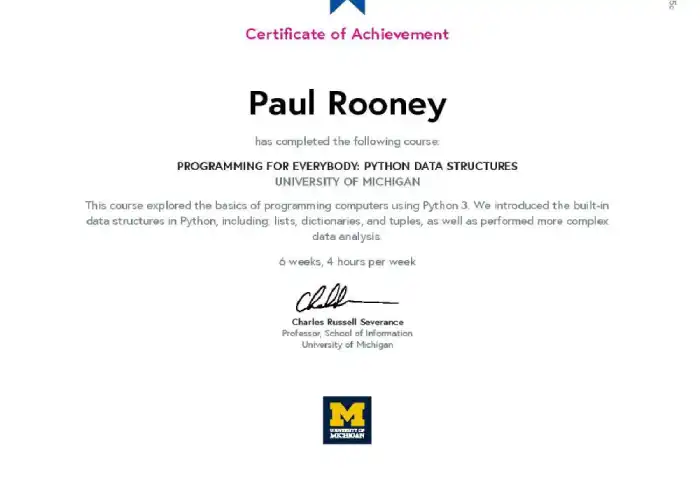 Certificate of Achievement
Paul Rooney
has completed the following course:
PROGRAMMING FOR EVERYBODY: PYTHON DATA STRUCTURES
UNIVERSITY OF MICHIGAN
This course explored the basics of programming computers using Python 3. We introduced the built-in
data structures in Python, including: lists, dictionaries, and tuples, as well as performed more complex
data analysis.
6 weeks, 4 hours per week
Charles Russell Severance
Professor, School of Information
University of Michigan
M
UNIVERSITY OF
MICHIGAN